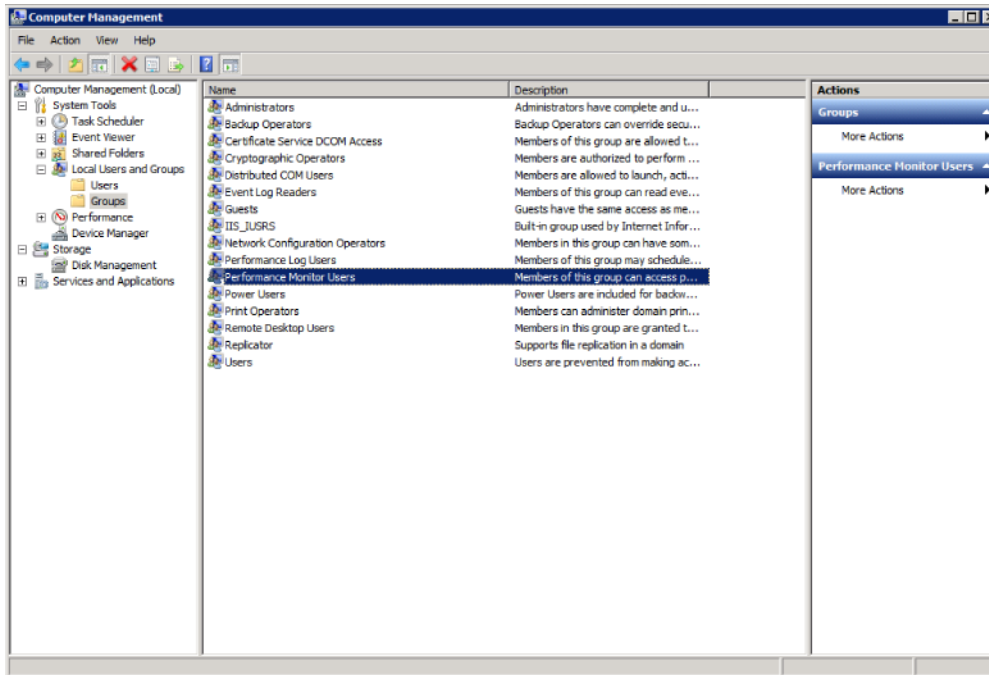 Computer Management
File Action View Help
Computer Management (Local)
System Tools
Task Scheduler
Event Viewer
Shared Folders
Local Users and Groups
Users
Groups
Performance
Device Manager
Storage
Disk Management
Services and Applications
Name Description
Administrators Administrators have complete and u...
Backup Operators Backup Operators can override secu...
Certificate Service DCOM Access Members of this group are allowed t...
Cryptographic Operators Members are authorized to perform ...
Distributed COM Users Members are allowed to launch, acti...
Event Log Readers Members of this group can read eve...
Guests Guests have the same access as me...
IIS_IUSRS Built-in group used by Internet Infor...
Network Configuration Operators Members in this group can have som...
Performance Log Users Members of this group may schedule...
Performance Monitor Users Members of this group can access p...
Power Users Power Users are included for backw...
Print Operators Members can administer domain prin...
Remote Desktop Users Members in this group are granted t...
Replicator Supports file replication in a domain
Users Users are prevented from making ac...
Actions
Groups
More Actions
Performance Monitor Users
More Actions